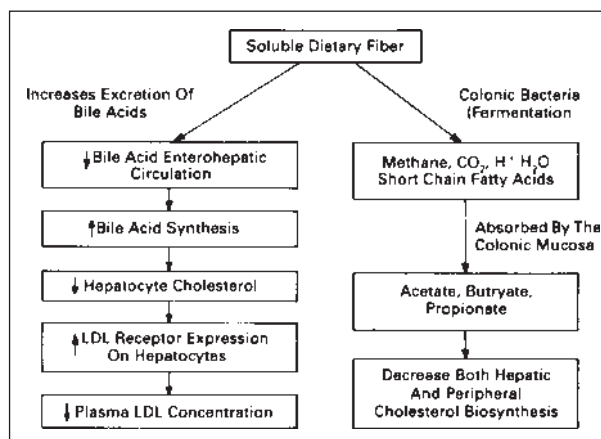 Soluble Dietary Fiber
Increases Excretion Of
Bile Acids
↓Bile Acid Enterohepatic
Circulation
↑Bile Acid Synthesis
↓ Hepatocyte Cholesterol
↑LDL Receptor Expression
On Hepatocytes
↓ Plasma LDL Concentration
Colonic Bacteria
(Fermentation
Methane, CO₂, H⁺ H₂O
Short Chain Fatty Acids
Absorbed By The
Colonic Mucosa
Acetate, Butryate,
Propionate
Decrease Both Hepatic
And Peripheral
Cholesterol Biosynthesis